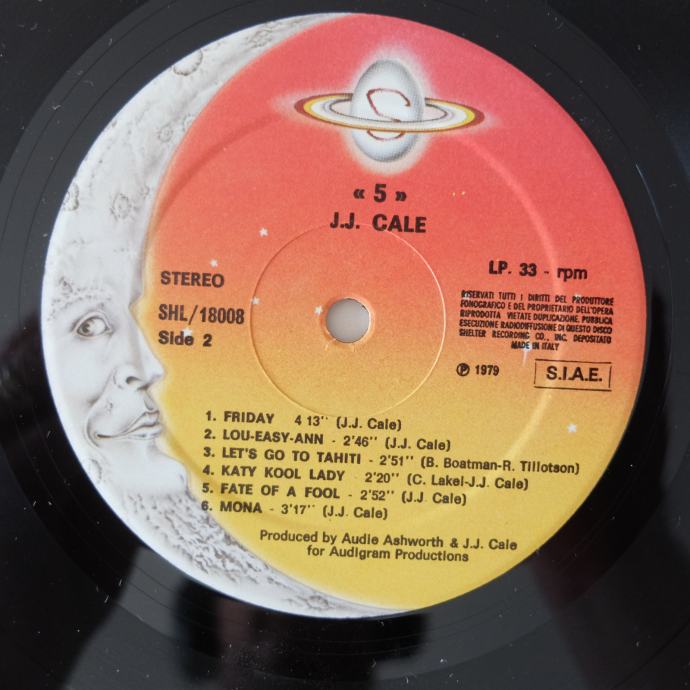 « 5 »
J.J. CALE
STEREO
LP. 33 - rpm
SHL/18008
Side 2
RISERVATI TUTTI I DIRITTI DEL PRODUTTORE
FONOGRAFICO E DEL PROPRIETARIO DELL'OPERA
RIPRODOTTA VIETATE DUPLICAZIONE, PUBBLICA
ESECUZIONE RADIODIFFUSIONE DI QUESTO DISCO
SHELTER RECORDING CO., INC. DEPOSITATO
MADE IN ITALY
℗ 1979
S.I.A.E.
1. FRIDAY 4 13'' (J.J. Cale)
2. LOU-EASY-ANN - 2'46'' (J.J. Cale)
3. LET'S GO TO TAHITI - 2'51'' (B. Boatman-R. Tillotson)
4. KATY KOOL LADY - 2'20'' (C. Lakel-J.J. Cale)
5. FATE OF A FOOL - 2'52'' (J.J. Cale)
6. MONA - 3'17'' (J.J. Cale)
Produced by Audie Ashworth & J.J. Cale
for Audigram Productions